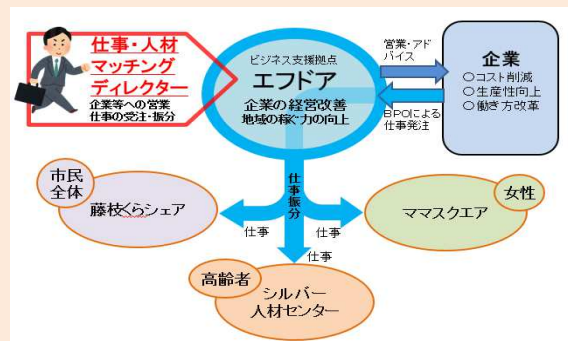 仕事・人材
マッチング
ディレクター
企業等への営業
仕事の受注・振分
ビジネス支援拠点
エフドア
企業の経営改善
地域の稼ぐ力の向上
営業・アド
バイス
BPOによる
仕事発注
企業
○コスト削減
○生産性向上
○働き方改革
仕事振分
市民
全体
藤枝くらシェア
仕事
仕事
仕事
女性
ママスクエア
高齢者
シルバー
人材センター